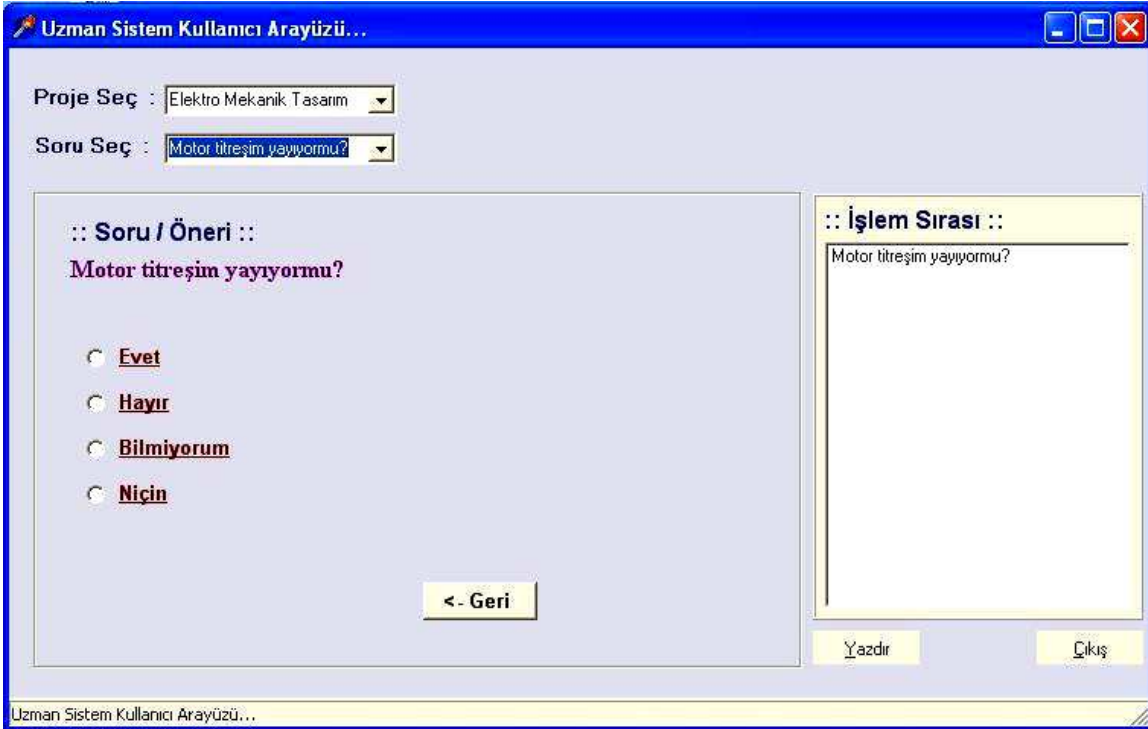 Uzman Sistem Kullanıcı Arayüzü...
Proje Seç : Elektro Mekanik Tasarım
Soru Seç : Motor titreşim yayıyormu?
:: Soru / Öneri ::
Motor titreşim yayıyormu?
Evet
Hayır
Bilmiyorum
Niçin
<- Geri
:: İşlem Sırası ::
Motor titreşim yayıyormu?
Yazdır
Çıkış
Uzman Sistem Kullanıcı Arayüzü...